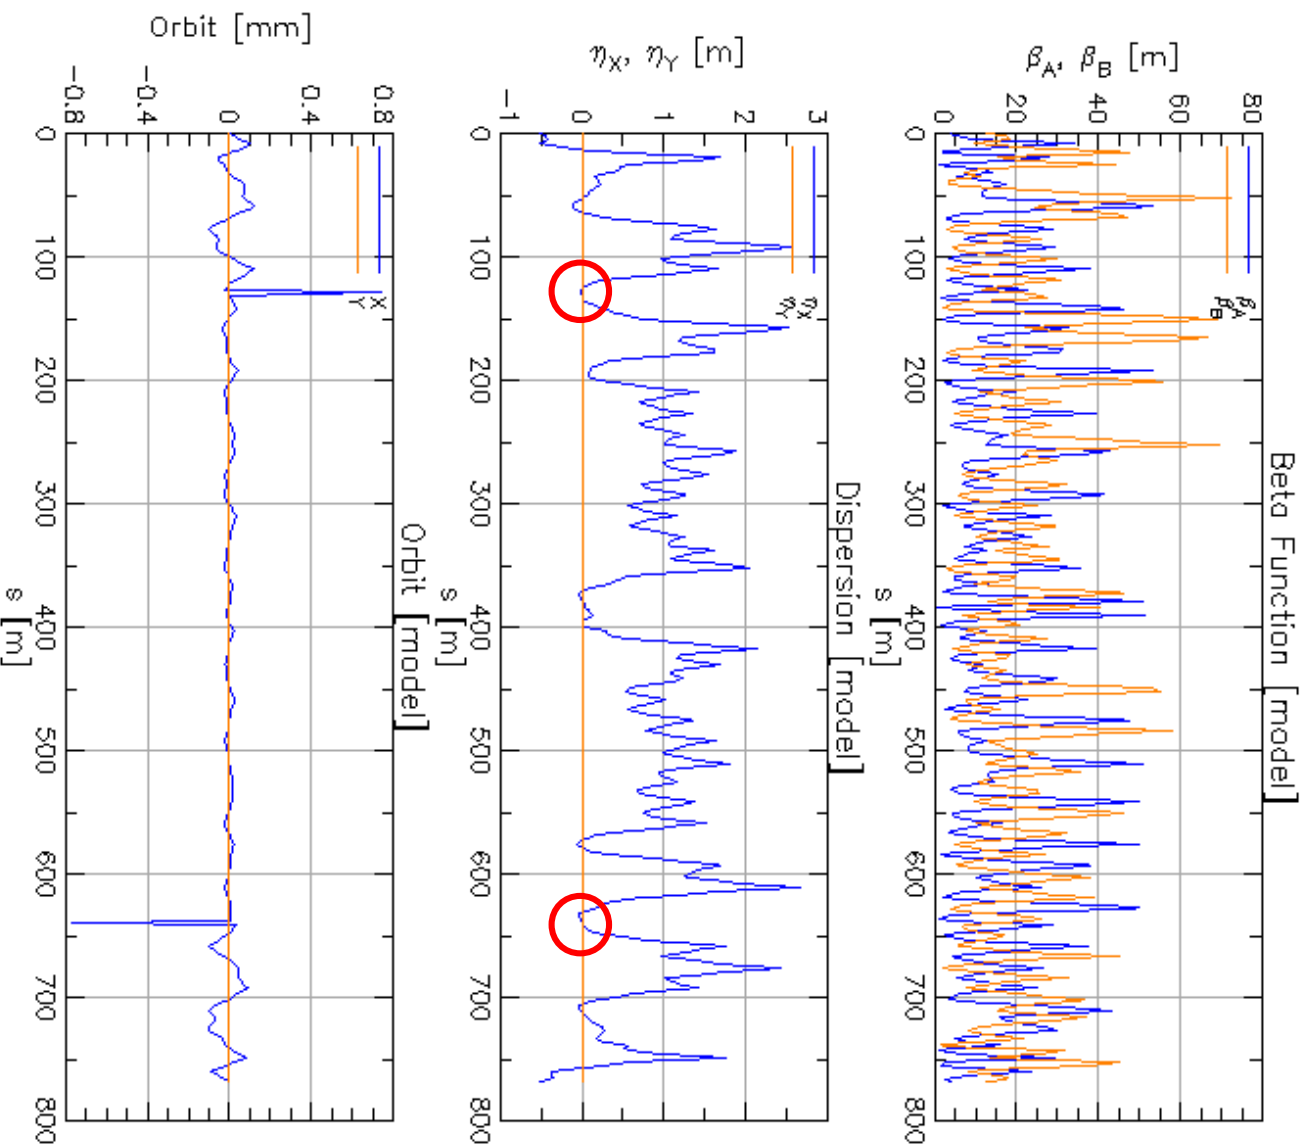 Beta Function [model]
β_A, β_B [m]
0 20 40 60 80
β_A
β_B
0 100 200 300 400 500 600 700 800
s [m]
Dispersion [model]
η_X, η_Y [m]
−1 0 1 2 3
η_X
η_Y
0 100 200 300 400 500 600 700 800
s [m]
Orbit [model]
Orbit [mm]
−0.8 −0.4 0 0.4 0.8
X
Y
0 100 200 300 400 500 600 700 800
s [m]